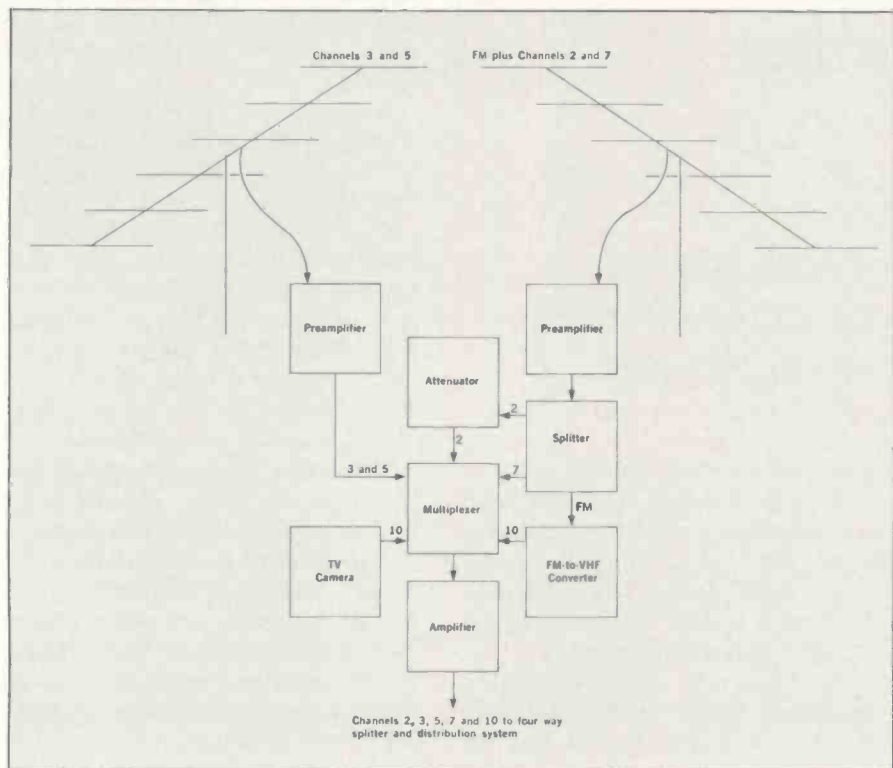 Channels 3 and 5
FM plus Channels 2 and 7
Preamplifier
Preamplifier
Attenuator
2
Splitter
2
3 and 5
7
Multiplexer
FM
10
10
TV
Camera
FM-to-VHF
Converter
Amplifier
Channels 2, 3, 5, 7 and 10 to four way
splitter and distribution system